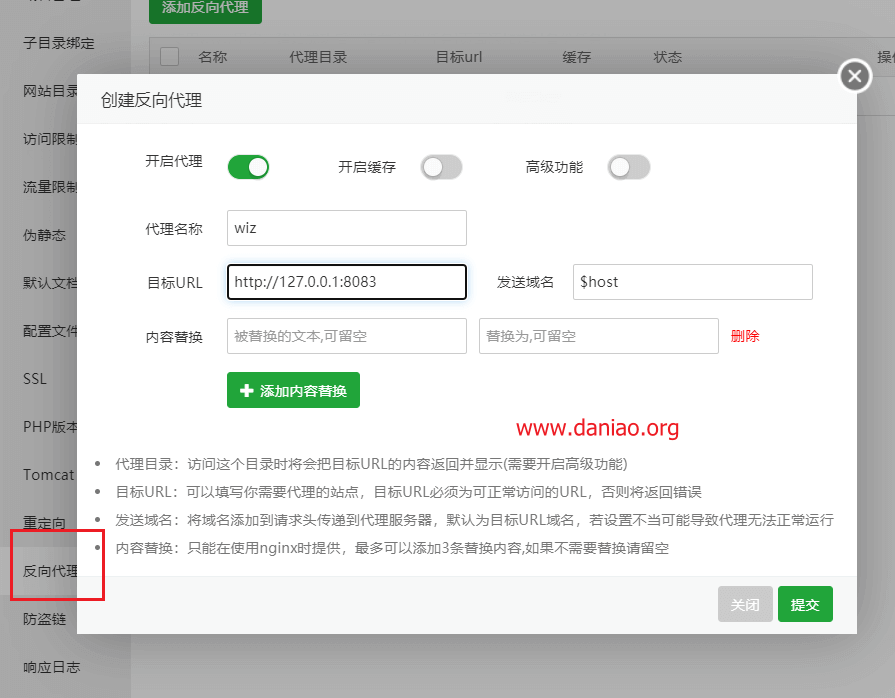 添加反向代理
子目录绑定
名称 代理目录 目标url 缓存 状态
网站目录
创建反向代理
访问限制
开启代理 开启缓存 高级功能
流量限制
伪静态
代理名称 wiz
默认文档
目标URL http://127.0.0.1:8083 发送域名 $host
配置文件
内容替换 被替换的文本,可留空 替换为,可留空 删除
SSL
添加内容替换
PHP版本
www.daniao.org
代理目录：访问这个目录时将会把目标URL的内容返回并显示(需要开启高级功能)
Tomcat
目标URL：可以填写你需要代理的站点，目标URL必须为可正常访问的URL，否则将返回错误
重定向
发送域名：将域名添加到请求头传递到代理服务器，默认为目标URL域名，若设置不当可能导致代理无法正常运行
内容替换：只能在使用nginx时提供，最多可以添加3条替换内容,如果不需要替换请留空
反向代理
关闭 提交
防盗链
响应日志